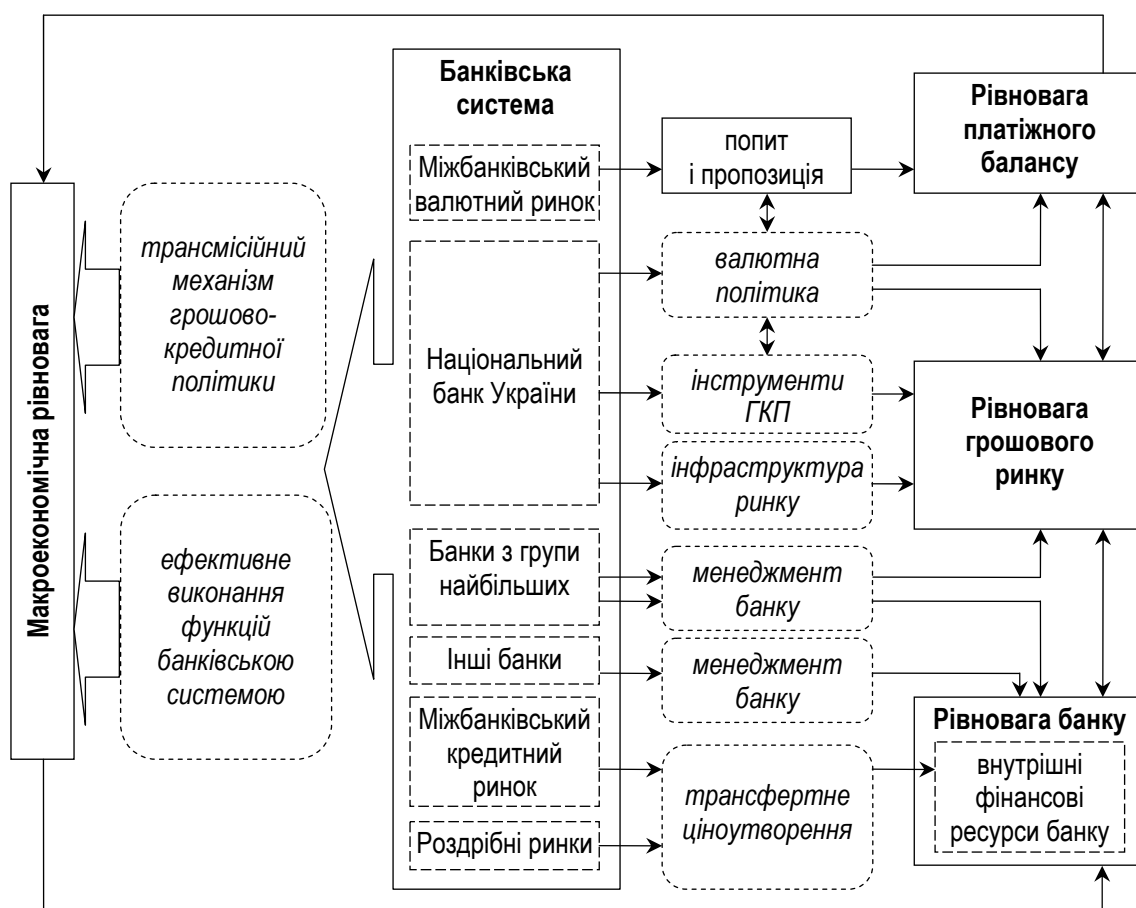 Макроекономічна рівновага
трансмісійний
механізм
грошово-
кредитної
політики
ефективне
виконання
функцій
банківською
системою
Банківська
система
Міжбанківський
валютний ринок
Національний
банк України
Банки з групи
найбільших
Інші банки
Міжбанківський
кредитний
ринок
Роздрібні ринки
попит
і пропозиція
валютна
політика
інструменти
ГКП
інфраструктура
ринку
менеджмент
банку
менеджмент
банку
трансфертне
ціноутворення
Рівновага
платіжного
балансу
Рівновага
грошового
ринку
Рівновага банку
внутрішні
фінансові
ресурси банку